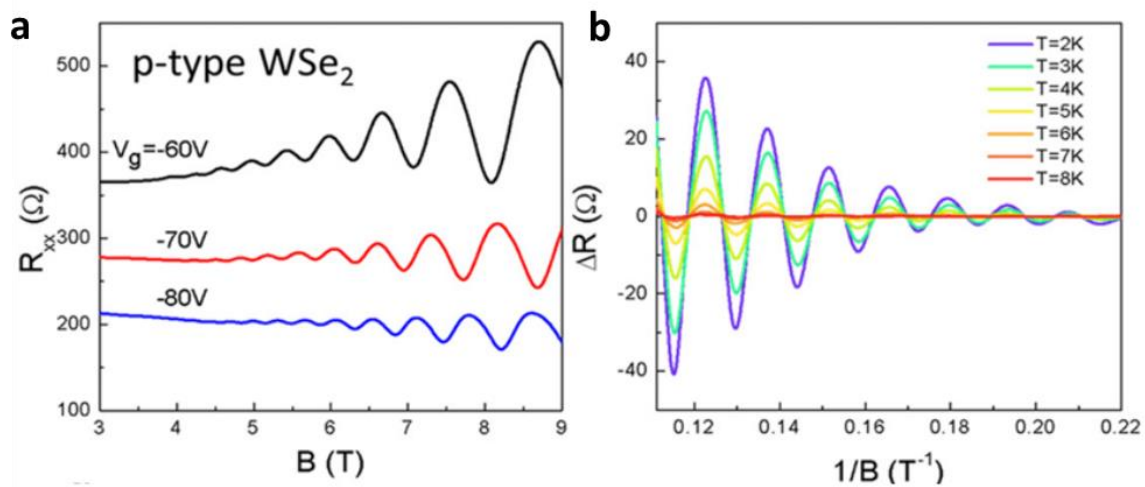 a
p-type WSe₂
V_g=-60V
-70V
-80V
R_xx (Ω)
500
400
300
200
100
3 4 5 6 7 8 9
B (T)
b
T=2K
T=3K
T=4K
T=5K
T=6K
T=7K
T=8K
ΔR (Ω)
40
20
0
-20
-40
0.12 0.14 0.16 0.18 0.20 0.22
1/B (T⁻¹)